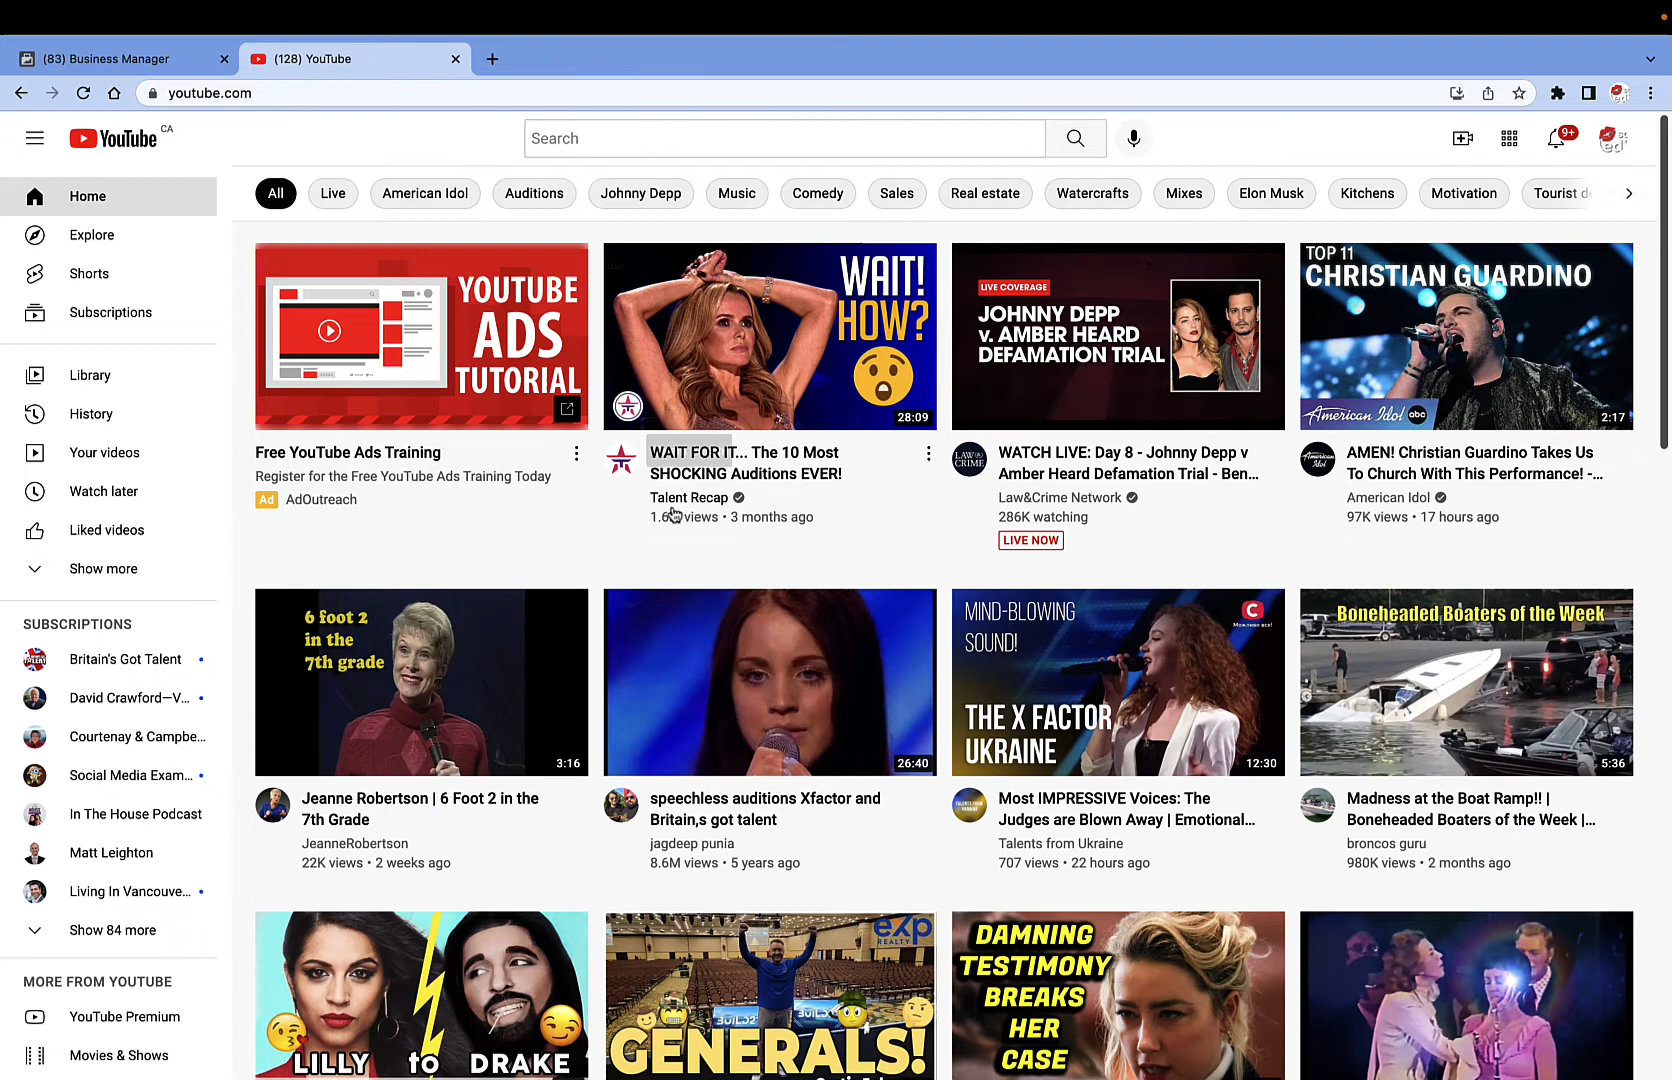 (83) Business Manager
(128) YouTube
youtube.com
YouTube CA
Search
9+
Home
Explore
Shorts
Subscriptions
Library
History
Your videos
Watch later
Liked videos
Show more
SUBSCRIPTIONS
Britain's Got Talent
David Crawford—V...
Courtenay & Campbe...
Social Media Exam...
In The House Podcast
Matt Leighton
Living In Vancouve...
Show 84 more
MORE FROM YOUTUBE
YouTube Premium
Movies & Shows
All
Live
American Idol
Auditions
Johnny Depp
Music
Comedy
Sales
Real estate
Watercrafts
Mixes
Elon Musk
Kitchens
Motivation
Tourist
YOUTUBE
ADS
TUTORIAL
Free YouTube Ads Training
Register for the Free YouTube Ads Training Today
Ad AdOutreach
WAIT!
HOW?
28:09
WAIT FOR IT... The 10 Most
SHOCKING Auditions EVER!
Talent Recap
views • 3 months ago
LIVE COVERAGE
JOHNNY DEPP
V. AMBER HEARD
DEFAMATION TRIAL
LAW&CRIME
WATCH LIVE: Day 8 - Johnny Depp v
Amber Heard Defamation Trial - Ben...
Law&Crime Network
286K watching
LIVE NOW
TOP 11
CHRISTIAN GUARDINO
American Idol abc
2:17
AMEN! Christian Guardino Takes Us
To Church With This Performance! -...
American Idol
97K views • 17 hours ago
6 foot 2
in the
7th grade
3:16
Jeanne Robertson | 6 Foot 2 in the
7th Grade
JeanneRobertson
22K views • 2 weeks ago
26:40
speechless auditions Xfactor and
Britain,s got talent
jagdeep punia
8.6M views • 5 years ago
MIND-BLOWING
SOUND!
THE X FACTOR
UKRAINE
12:30
Most IMPRESSIVE Voices: The
Judges are Blown Away | Emotional...
Talents from Ukraine
707 views • 22 hours ago
Boneheaded Boaters of the Week
5:36
Madness at the Boat Ramp!! |
Boneheaded Boaters of the Week |...
broncos guru
980K views • 2 months ago
LILLY to DRAKE
exp
REALTY
GENERALS!
DAMNING
TESTIMONY
BREAKS
HER
CASE